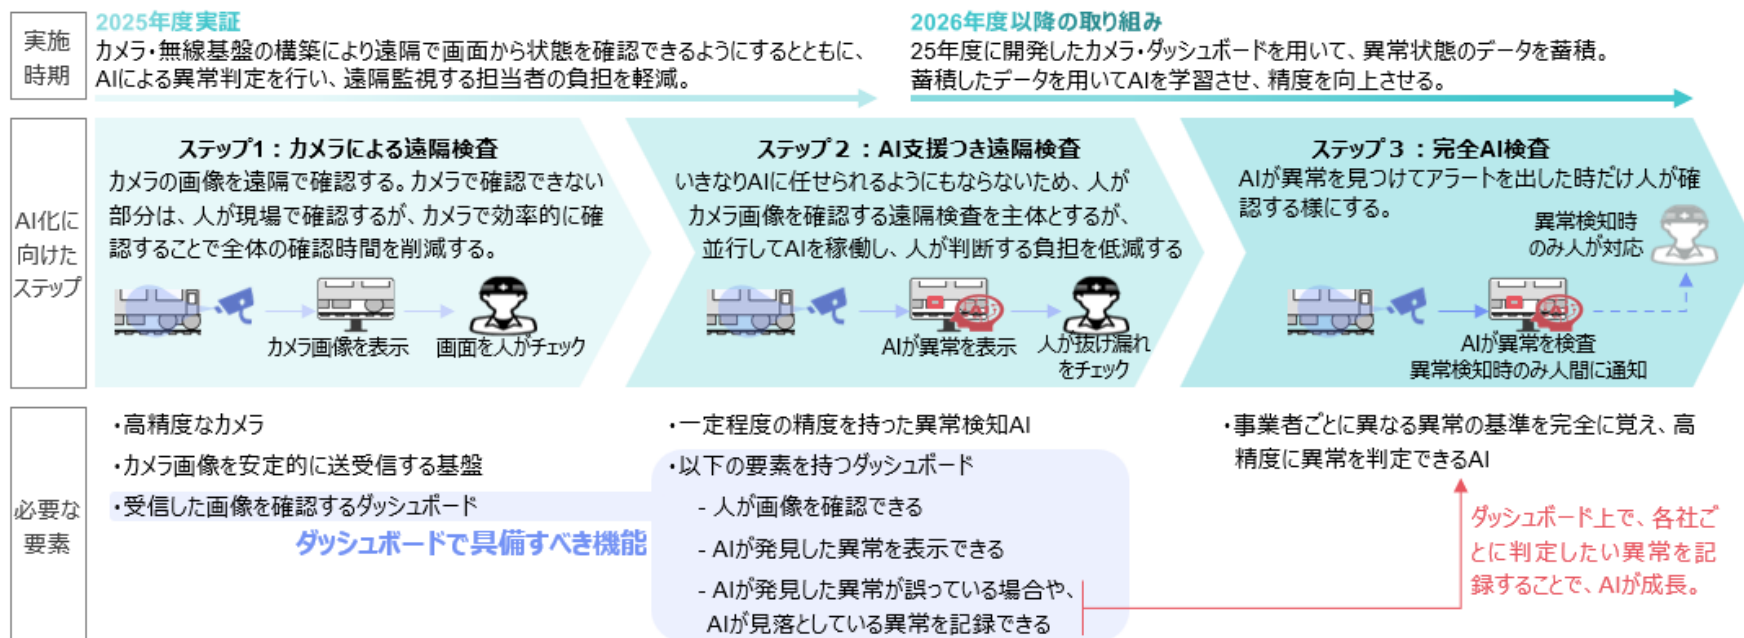 実施
時期
2025年度実証
カメラ・無線基盤の構築により遠隔で画面から状態を確認できるようにするとともに、
AIによる異常判定を行い、遠隔監視する担当者の負担を軽減。
2026年度以降の取り組み
25年度に開発したカメラ・ダッシュボードを用いて、異常状態のデータを蓄積。
蓄積したデータを用いてAIを学習させ、精度を向上させる。
AI化に
向けた
ステップ
ステップ1：カメラによる遠隔検査
カメラの画像を遠隔で確認する。カメラで確認できない
部分は、人が現場で確認するが、カメラで効率的に確
認することで全体の確認時間を削減する。
カメラ画像を表示
画面を人がチェック
ステップ２：AI支援つき遠隔検査
いきなりAIに任せられるようにもならないため、人が
カメラ画像を確認する遠隔検査を主体とするが、
並行してAIを稼働し、人が判断する負担を低減する
AIが異常を表示
人が抜け漏れ
をチェック
ステップ３：完全AI検査
AIが異常を見つけてアラートを出した時だけ人が確
認する様にする。
異常検知時
のみ人が対応
AIが異常を検査
異常検知時のみ人間に通知
必要な
要素
・高精度なカメラ
・カメラ画像を安定的に送受信する基盤
・受信した画像を確認するダッシュボード
ダッシュボードで具備すべき機能
・一定程度の精度を持った異常検知AI
・以下の要素を持つダッシュボード
- 人が画像を確認できる
- AIが発見した異常を表示できる
- AIが発見した異常が誤っている場合や、
AIが見落としている異常を記録できる
・事業者ごとに異なる異常の基準を完全に覚え、高
精度に異常を判定できるAI
ダッシュボード上で、各社ご
とに判定したい異常を記
録することで、AIが成長。